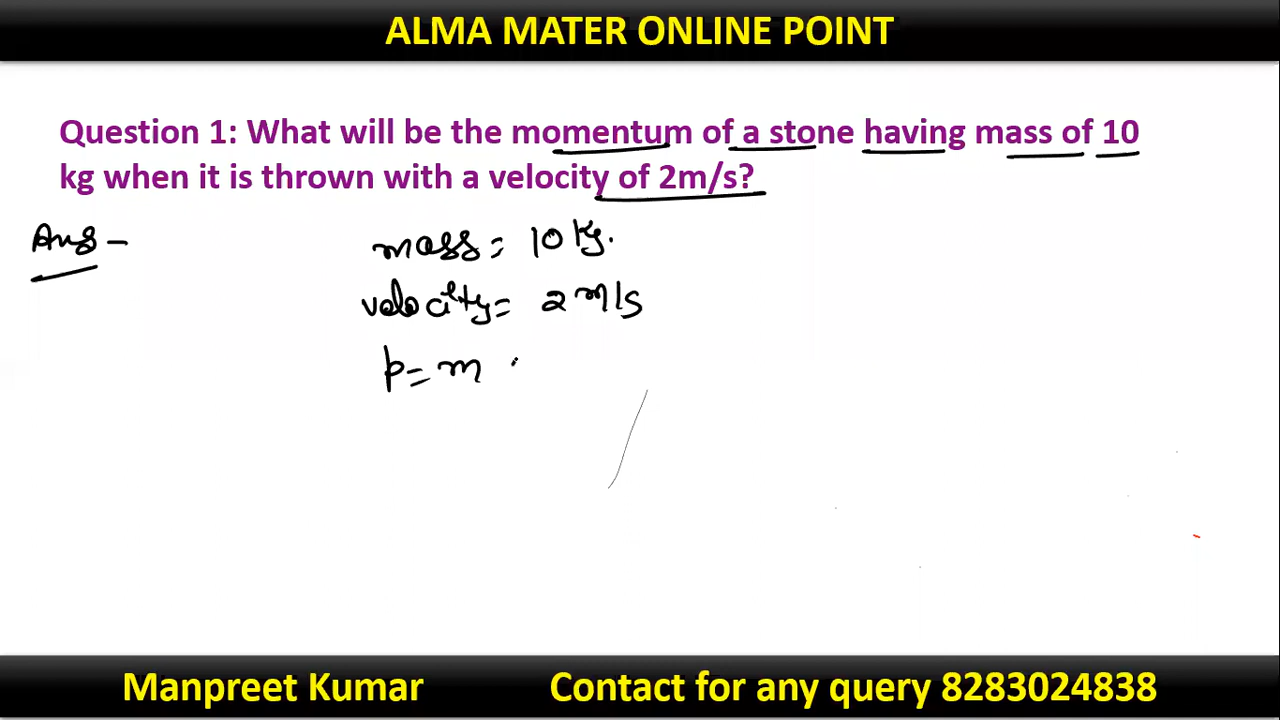 ALMA MATER ONLINE POINT
Question 1: What will be the momentum of a stone having mass of 10
kg when it is thrown with a velocity of 2m/s?
Ans -
mass = 10 kg.
velocity = 2 m/s
p = m
Manpreet Kumar Contact for any query 8283024838